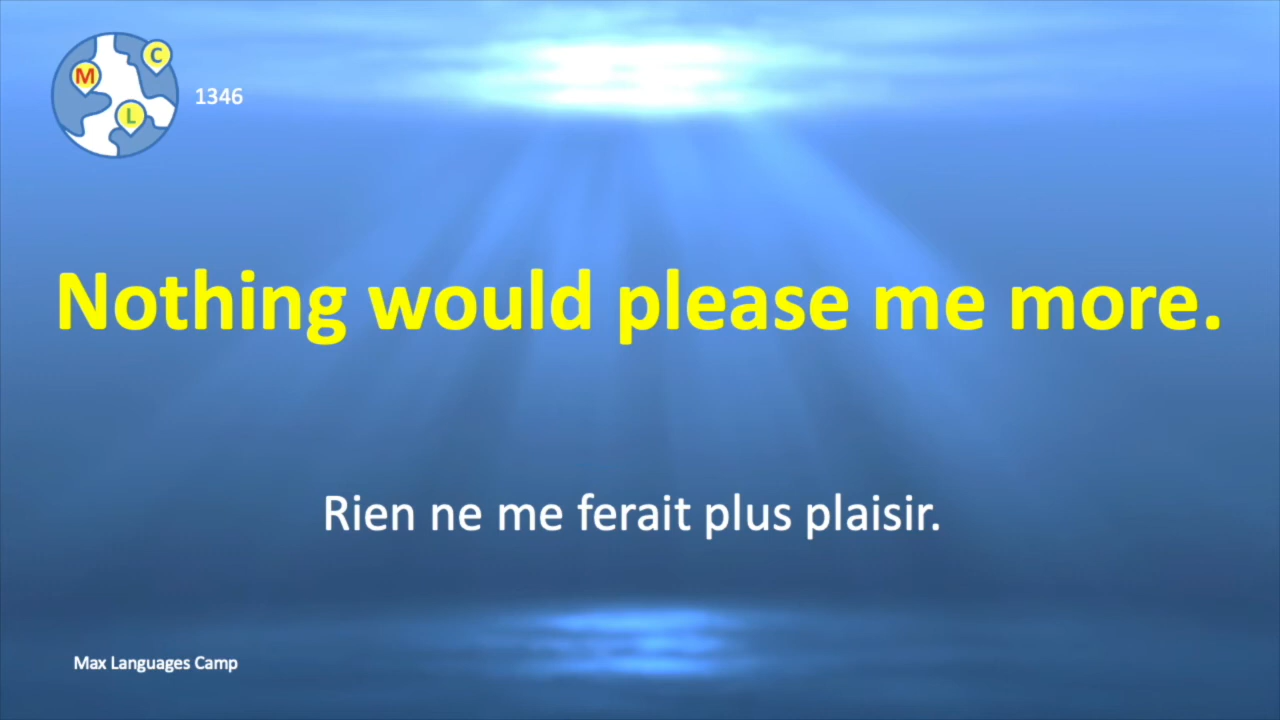 C
M
L
1346
Nothing would please me more.
Rien ne me ferait plus plaisir.
Max Languages Camp